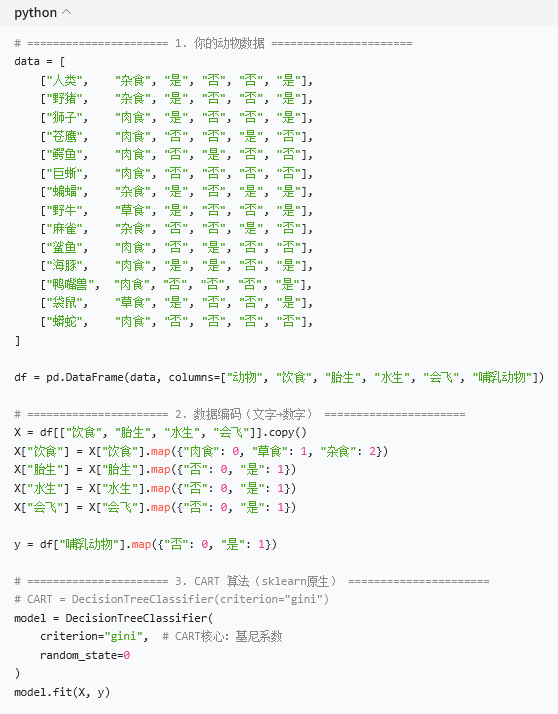 python
# ====================== 1. 你的动物数据 ======================
data = [
    ["人类",    "杂食", "是", "否", "否", "是"],
    ["野猪",    "杂食", "是", "否", "否", "是"],
    ["狮子",    "肉食", "是", "否", "否", "是"],
    ["苍鹰",    "肉食", "否", "否", "是", "否"],
    ["鳄鱼",    "肉食", "否", "是", "否", "否"],
    ["巨蜥",    "肉食", "否", "否", "否", "否"],
    ["蝙蝠",    "杂食", "是", "否", "是", "是"],
    ["野牛",    "草食", "是", "否", "否", "是"],
    ["麻雀",    "杂食", "否", "否", "是", "否"],
    ["鲨鱼",    "肉食", "否", "是", "否", "否"],
    ["海豚",    "肉食", "是", "是", "否", "是"],
    ["鸭嘴兽",  "肉食", "否", "否", "否", "是"],
    ["袋鼠",    "草食", "是", "否", "否", "是"],
    ["蟒蛇",    "肉食", "否", "否", "否", "否"],
]
df = pd.DataFrame(data, columns=["动物", "饮食", "胎生", "水生", "会飞", "哺乳动物"])
# ====================== 2. 数据编码（文字→数字） ======================
X = df[["饮食", "胎生", "水生", "会飞"]].copy()
X["饮食"] = X["饮食"].map({"肉食": 0, "草食": 1, "杂食": 2})
X["胎生"] = X["胎生"].map({"否": 0, "是": 1})
X["水生"] = X["水生"].map({"否": 0, "是": 1})
X["会飞"] = X["会飞"].map({"否": 0, "是": 1})
y = df["哺乳动物"].map({"否": 0, "是": 1})
# ====================== 3. CART 算法（sklearn原生） ======================
# CART = DecisionTreeClassifier(criterion="gini")
model = DecisionTreeClassifier(
    criterion="gini",  # CART核心：基尼系数
    random_state=0
)
model.fit(X, y)